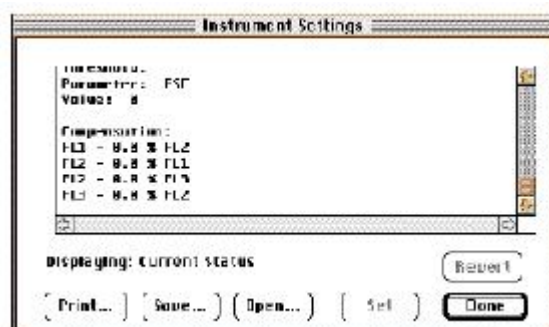 Instrument Settings
Threshold:
Parameter: FSC
Value: 0
Compensation:
FL1 - 0.0 % FL2
FL2 - 0.0 % FL1
FL2 - 0.0 % FL3
FL3 - 0.0 % FL2
Displaying: Current status
Revert
Print... Save... Open... Set Done